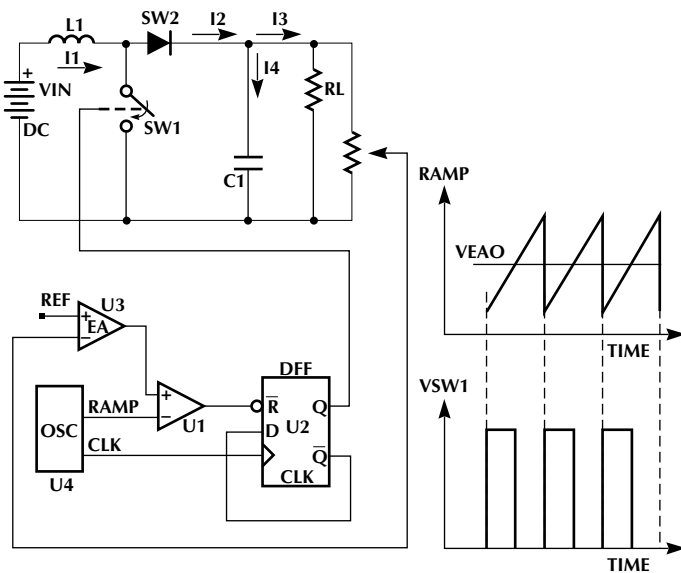 L1
SW2
I2
I3
I1
I4
+
VIN
RL
SW1
DC
C1
RAMP
VEAO
TIME
REF
U3
+
EA
−
DFF
+
−
R̅
Q
RAMP
U1
D
U2
OSC
CLK
Q̅
U4
CLK
VSW1
TIME